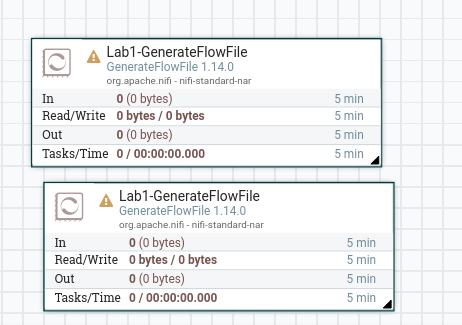 Lab1-GenerateFlowFile
GenerateFlowFile 1.14.0
org.apache.nifi - nifi-standard-nar
In 0 (0 bytes) 5 min
Read/Write 0 bytes / 0 bytes 5 min
Out 0 (0 bytes) 5 min
Tasks/Time 0 / 00:00:00.000 5 min
Lab1-GenerateFlowFile
GenerateFlowFile 1.14.0
org.apache.nifi - nifi-standard-nar
In 0 (0 bytes) 5 min
Read/Write 0 bytes / 0 bytes 5 min
Out 0 (0 bytes) 5 min
Tasks/Time 0 / 00:00:00.000 5 min